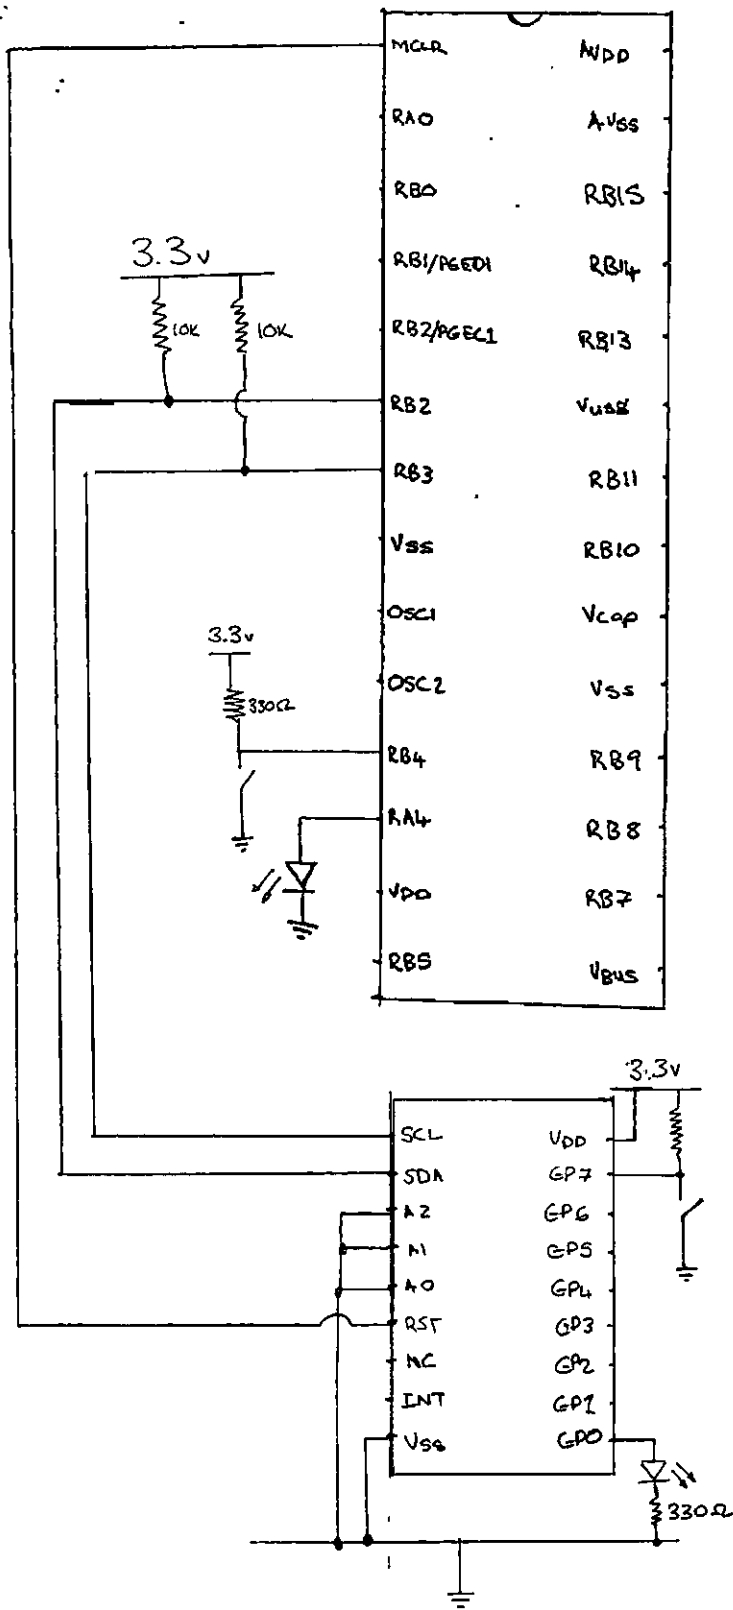 MCLR
RA0
RB0
RB1/PGED1
RB2/PGEC1
RB2
RB3
VSS
OSC1
OSC2
RB4
RA4
VDD
RB5
AVDD
AVSS
RB15
RB14
RB13
VUSB
RB11
RB10
Vcap
VSS
RB9
RB8
RB7
VBUS
3.3v
10K
10K
3.3v
330Ω
SCL
SDA
A2
A1
A0
RST
NC
INT
VSS
3.3v
VDD
GP7
GP6
GP5
GP4
GP3
GP2
GP1
GP0
330Ω